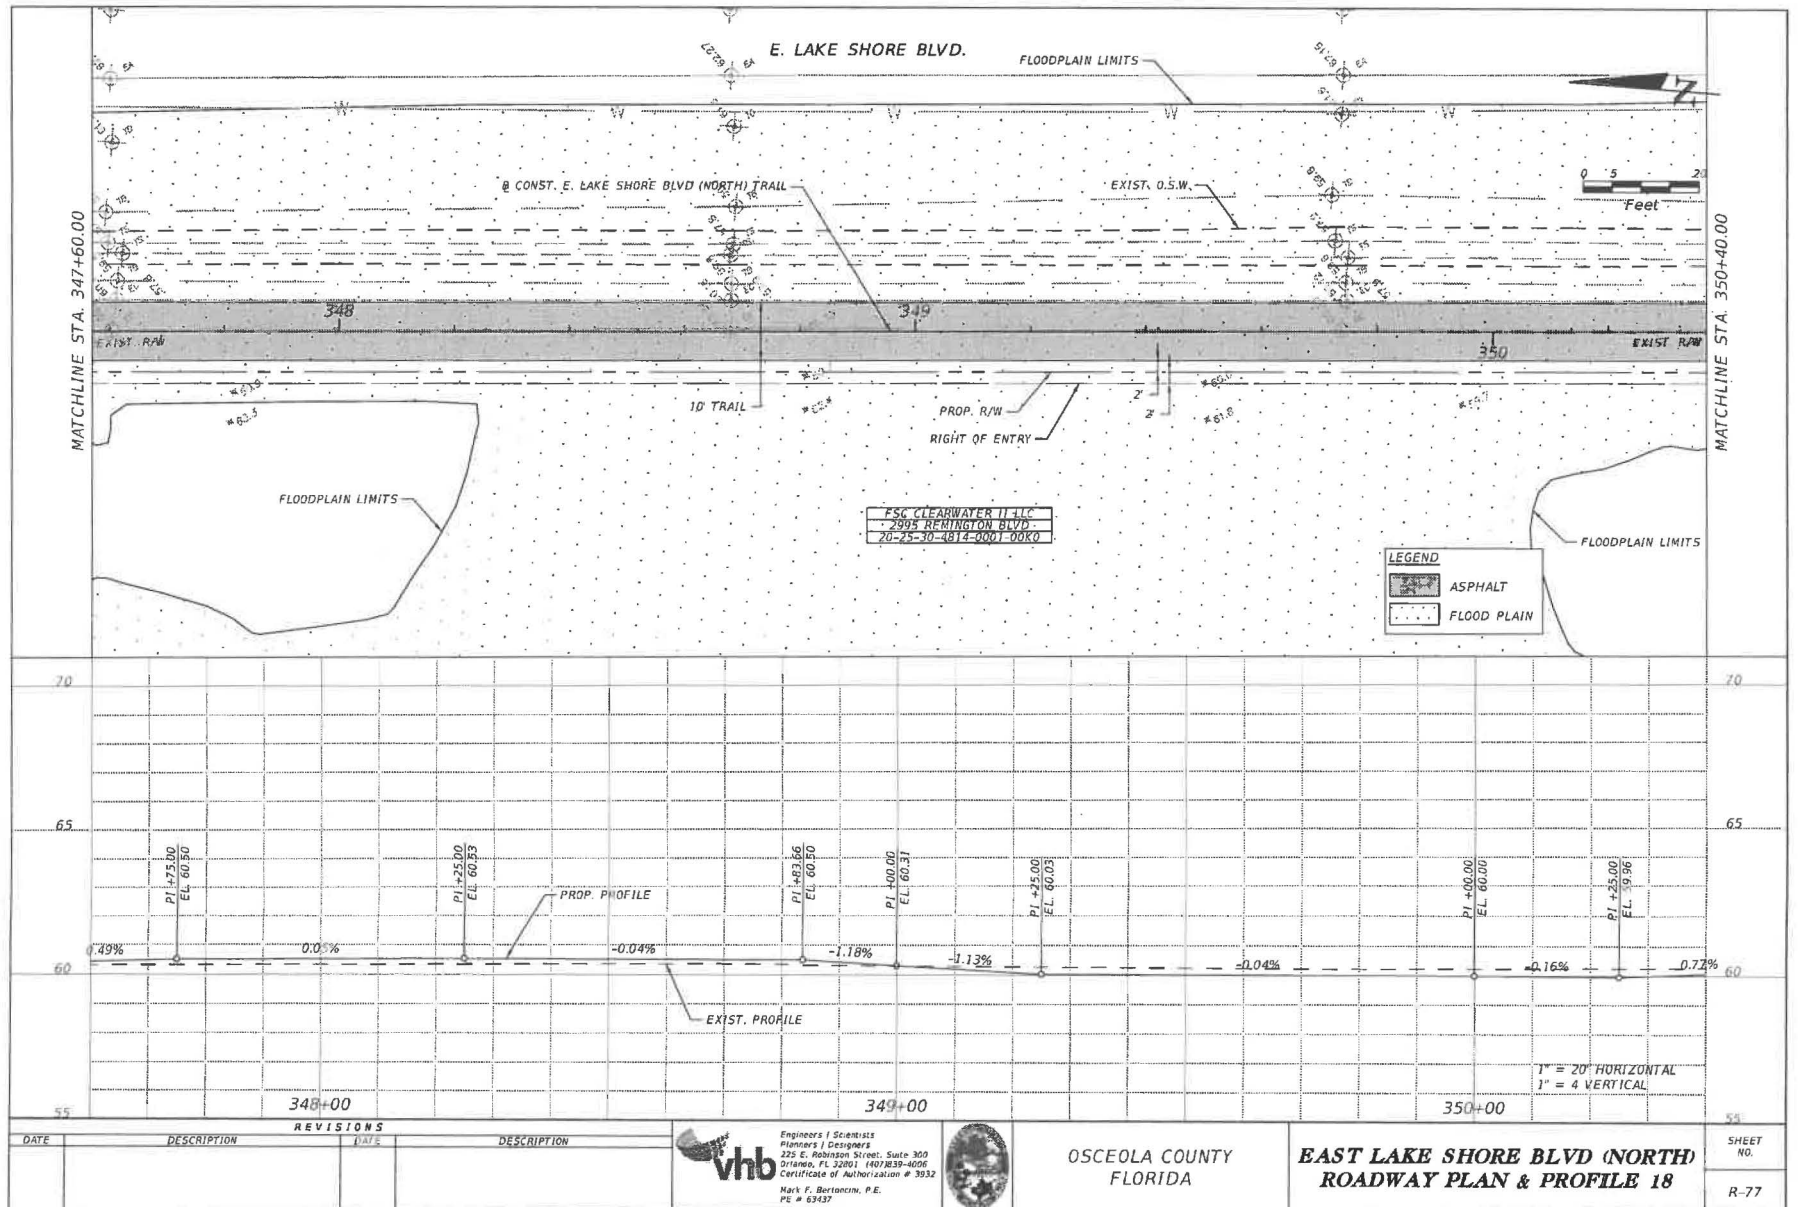 E. LAKE SHORE BLVD.
FLOODPLAIN LIMITS
0 5 20
Feet
CONST. E. LAKE SHORE BLVD (NORTH) TRAIL
EXIST. O.S.W.
MATCHLINE STA. 347+60.00
MATCHLINE STA. 350+40.00
W W W W W
348
349
350
EXIST R/W
EXIST R/W
10' TRAIL
PROP. R/W
RIGHT OF ENTRY
2'
2'
61.8
FLOODPLAIN LIMITS
FSC CLEARWATER II LLC
2995 REMINGTON BLVD
20-25-30-4814-0001-00K0
FLOODPLAIN LIMITS
LEGEND
ASPHALT
FLOOD PLAIN
70
70
65
65
PI +75.00
EL. 60.50
PI +25.00
EL. 60.53
PI +83.66
EL. 60.50
PI +00.00
EL. 60.31
PI +25.00
EL. 60.03
PI +00.00
EL. 60.00
PI +25.00
EL. 59.96
PROP. PROFILE
0.49%
0.05%
-0.04%
-1.18%
-1.13%
-0.04%
-0.16%
60
60
EXIST. PROFILE
1" = 20' HORIZONTAL
1" = 4 VERTICAL
55
55
348+00
349+00
350+00
REVISIONS
DATE DESCRIPTION DATE DESCRIPTION
vhb
Engineers | Scientists
Planners | Designers
225 E. Robinson Street, Suite 300
Orlando, FL 32801 (407)839-4006
Certificate of Authorization # 3932
Mark F. Bertoncini, P.E.
PE # 63437
OSCEOLA COUNTY
FLORIDA
EAST LAKE SHORE BLVD (NORTH)
ROADWAY PLAN & PROFILE 18
SHEET
NO.
R-77